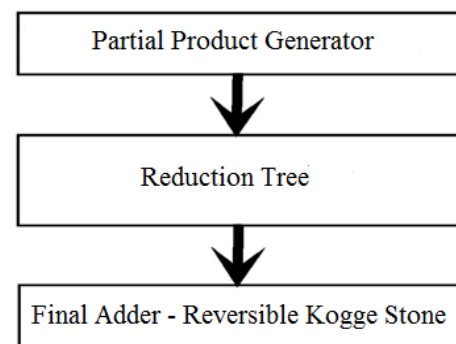 Partial Product Generator
Reduction Tree
Final Adder - Reversible Kogge Stone